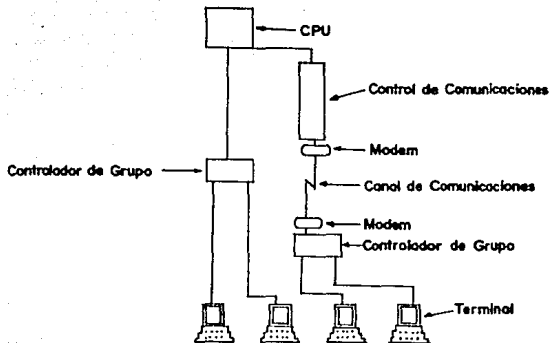 CPU
Control de Comunicaciones
Modem
Controlador de Grupo
Canal de Comunicaciones
Modem
Controlador de Grupo
Terminal